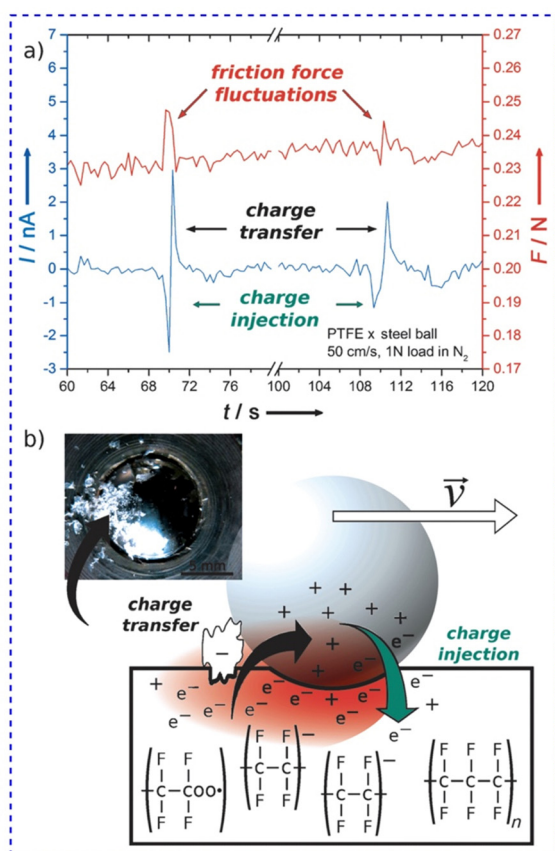 a)
7
6
5
4
3
2
1
0
-1
-2
-3
I / nA
0.27
0.26
0.25
0.24
0.23
0.22
0.21
0.20
0.19
0.18
0.17
F / N
friction force
fluctuations
charge
transfer
charge
injection
PTFE x steel ball
50 cm/s, 1N load in N₂
60 64 68 72 76 100 104 108 112 116 120
t / s
b)
5 mm
v
charge
transfer
charge
injection
+ +
+ + +
+ + e⁻
+ e⁻
− + e⁻
+ e⁻ e⁻ e⁻ e⁻ +
e⁻ e⁻ e⁻ e⁻ e⁻
F F
C C OO•
F F
F F −
C C
F F
F F −
C C
F F
F F F
C C C
F F F n